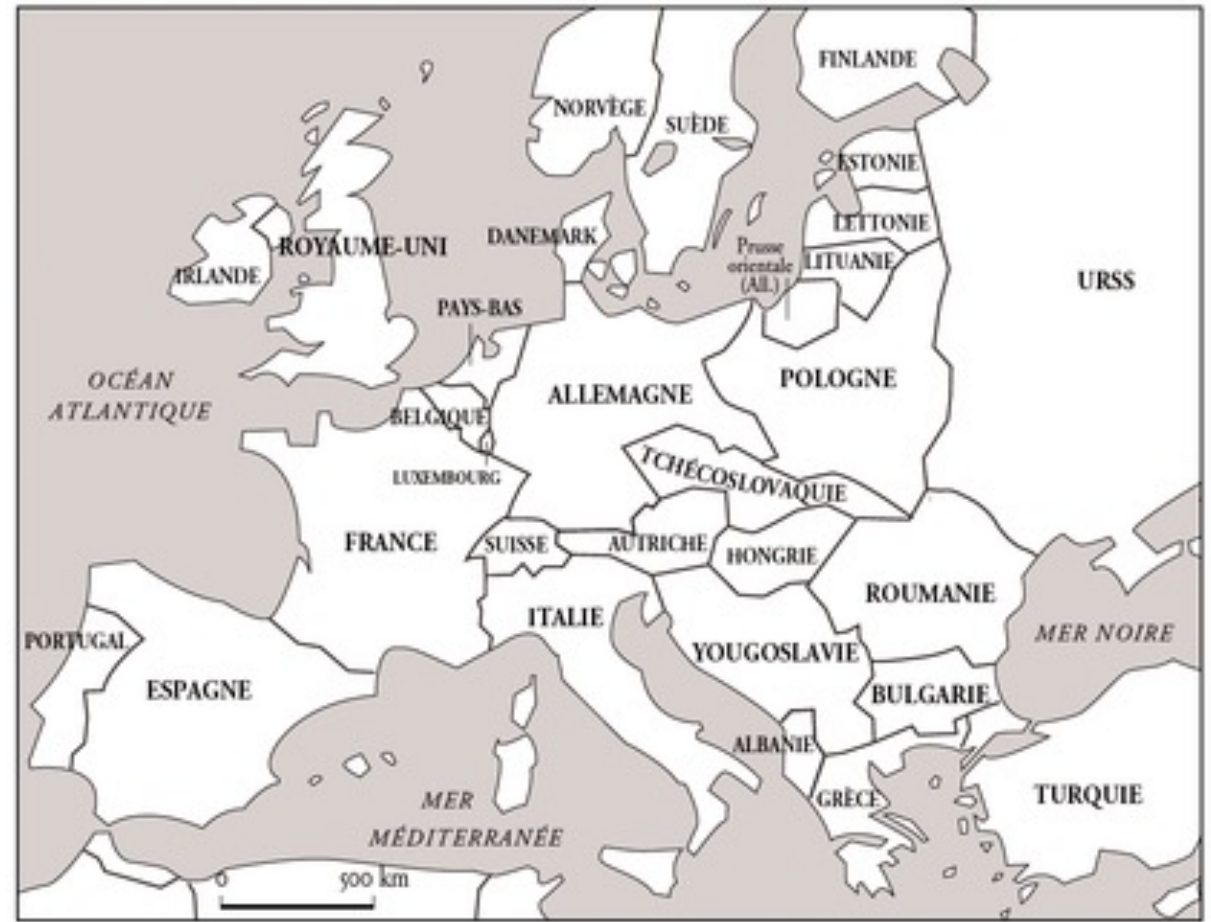 FINLANDE
NORVÈGE
SUÈDE
ESTONIE
LETTONIE
DANEMARK
ROYAUME-UNI
Prusse
orientale
(All.)
LITUANIE
IRLANDE
URSS
PAYS-BAS
OCÉAN
ATLANTIQUE
ALLEMAGNE
POLOGNE
BELGIQUE
LUXEMBOURG
TCHÉCOSLOVAQUIE
FRANCE
SUISSE
AUTRICHE
HONGRIE
ROUMANIE
ITALIE
MER NOIRE
PORTUGAL
ESPAGNE
YOUGOSLAVIE
BULGARIE
ALBANIE
GRÈCE
TURQUIE
MER
MÉDITERRANÉE
0 500 km